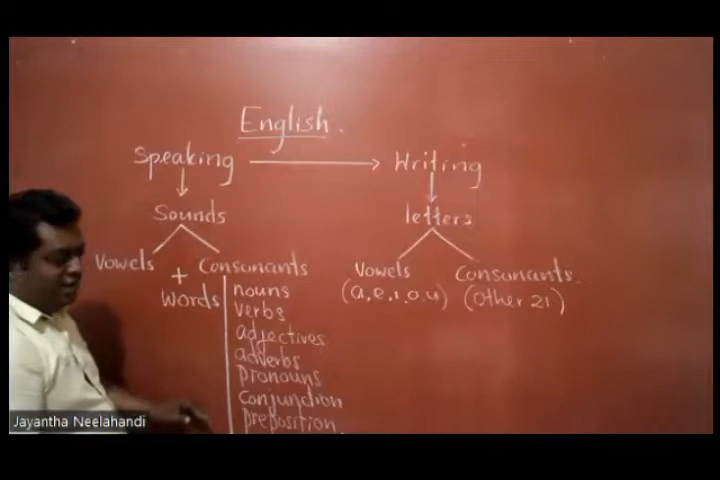 English.
Speaking → Writing
Sounds
letters
Vowels + Consonants
Vowels Consonants.
(a, e, i, o, u) (Other 21)
Words
nouns
verbs
adjectives
adverbs
pronouns
conjunction
preposition
Jayantha Neelahandi